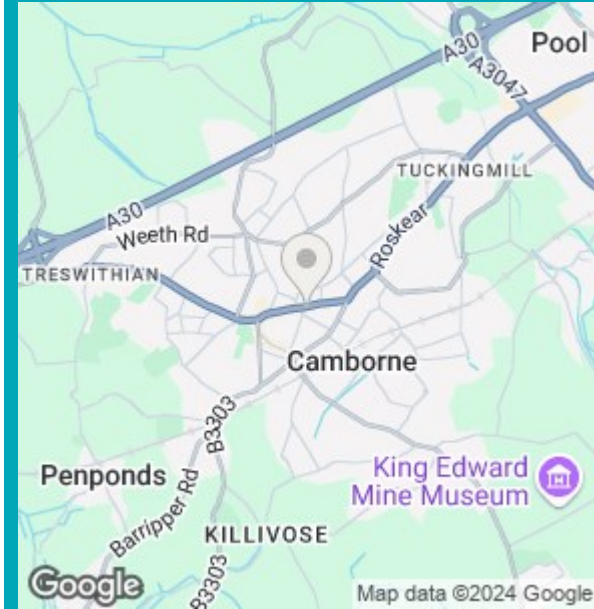 A30
Pool
A3047
TUCKINGMILL
A30
Weeth Rd
Roskear
TRESWITHIAN
Camborne
B3303
King Edward
Mine Museum
Penponds
Barripper Rd
KILLIVOSE
B3303
Google
Map data ©2024 Google